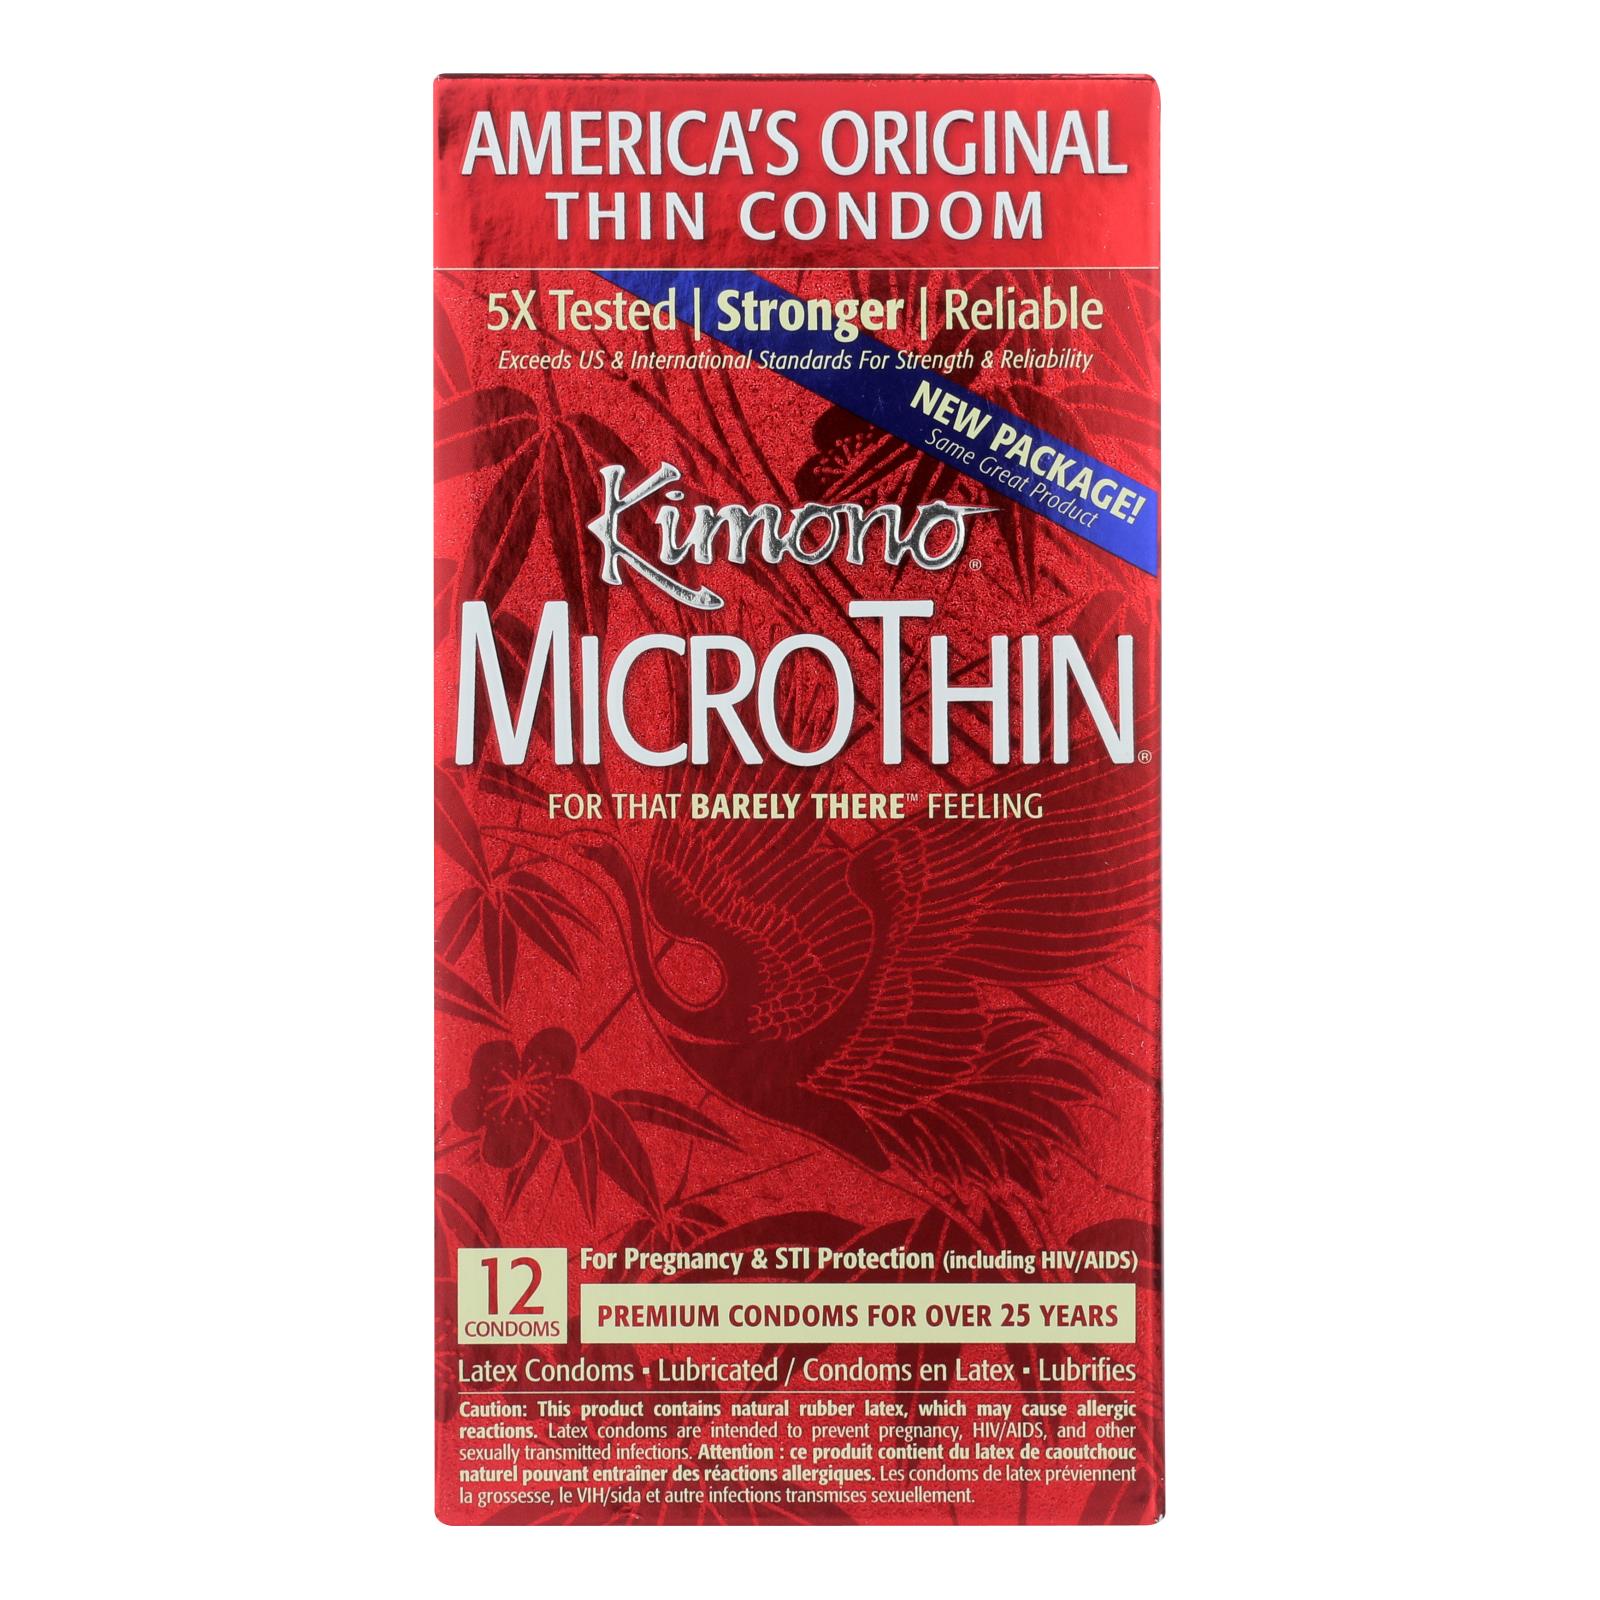 AMERICA'S ORIGINAL
THIN CONDOM
5X Tested | Stronger | Reliable
Exceeds US & International Standards For Strength & Reliability
NEW PACKAGE!
Same Great Product
Kimono®
MICROTHIN®
FOR THAT BARELY THERE™ FEELING
12
CONDOMS
For Pregnancy & STI Protection (including HIV/AIDS)
PREMIUM CONDOMS FOR OVER 25 YEARS
Latex Condoms ▪ Lubricated / Condoms en Latex ▪ Lubrifies
Caution: This product contains natural rubber latex, which may cause allergic
reactions. Latex condoms are intended to prevent pregnancy, HIV/AIDS, and other
sexually transmitted infections. Attention : ce produit contient du latex de caoutchouc
naturel pouvant entraîner des réactions allergiques. Les condoms de latex préviennent
la grossesse, le VIH/sida et autre infections transmises sexuellement.